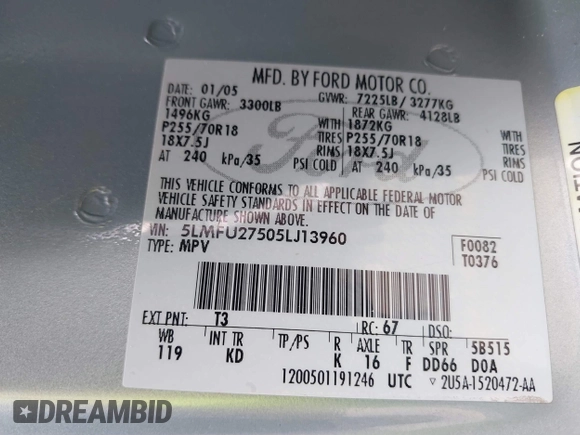 MFD. BY FORD MOTOR CO.
DATE: 01/05 GVWR: 7225LB / 3277KG
FRONT GAWR: 3300LB REAR GAWR: 4128LB
1496KG WITH 1872KG WITH
P255/70R18 TIRES P255/70R18 TIRES
18X7.5J RIMS 18X7.5J RIMS
AT 240 kPa/35 PSI COLD AT 240 kPa/35 PSI COLD
THIS VEHICLE CONFORMS TO ALL APPLICABLE FEDERAL MOTOR
VEHICLE SAFETY STANDARDS IN EFFECT ON THE DATE OF
MANUFACTURE SHOWN ABOVE.
VIN: 5LMFU27505LJ13960
TYPE: MPV
F0082
T0376
EXT PNT: T3 RC: 67 DSO:
WB INT TR TP/PS R AXLE TR SPR 5B515
119 KD K 16 F DD66 D0A
1200501191246 UTC 2U5A-1520472-AA
Ford
DREAMBID